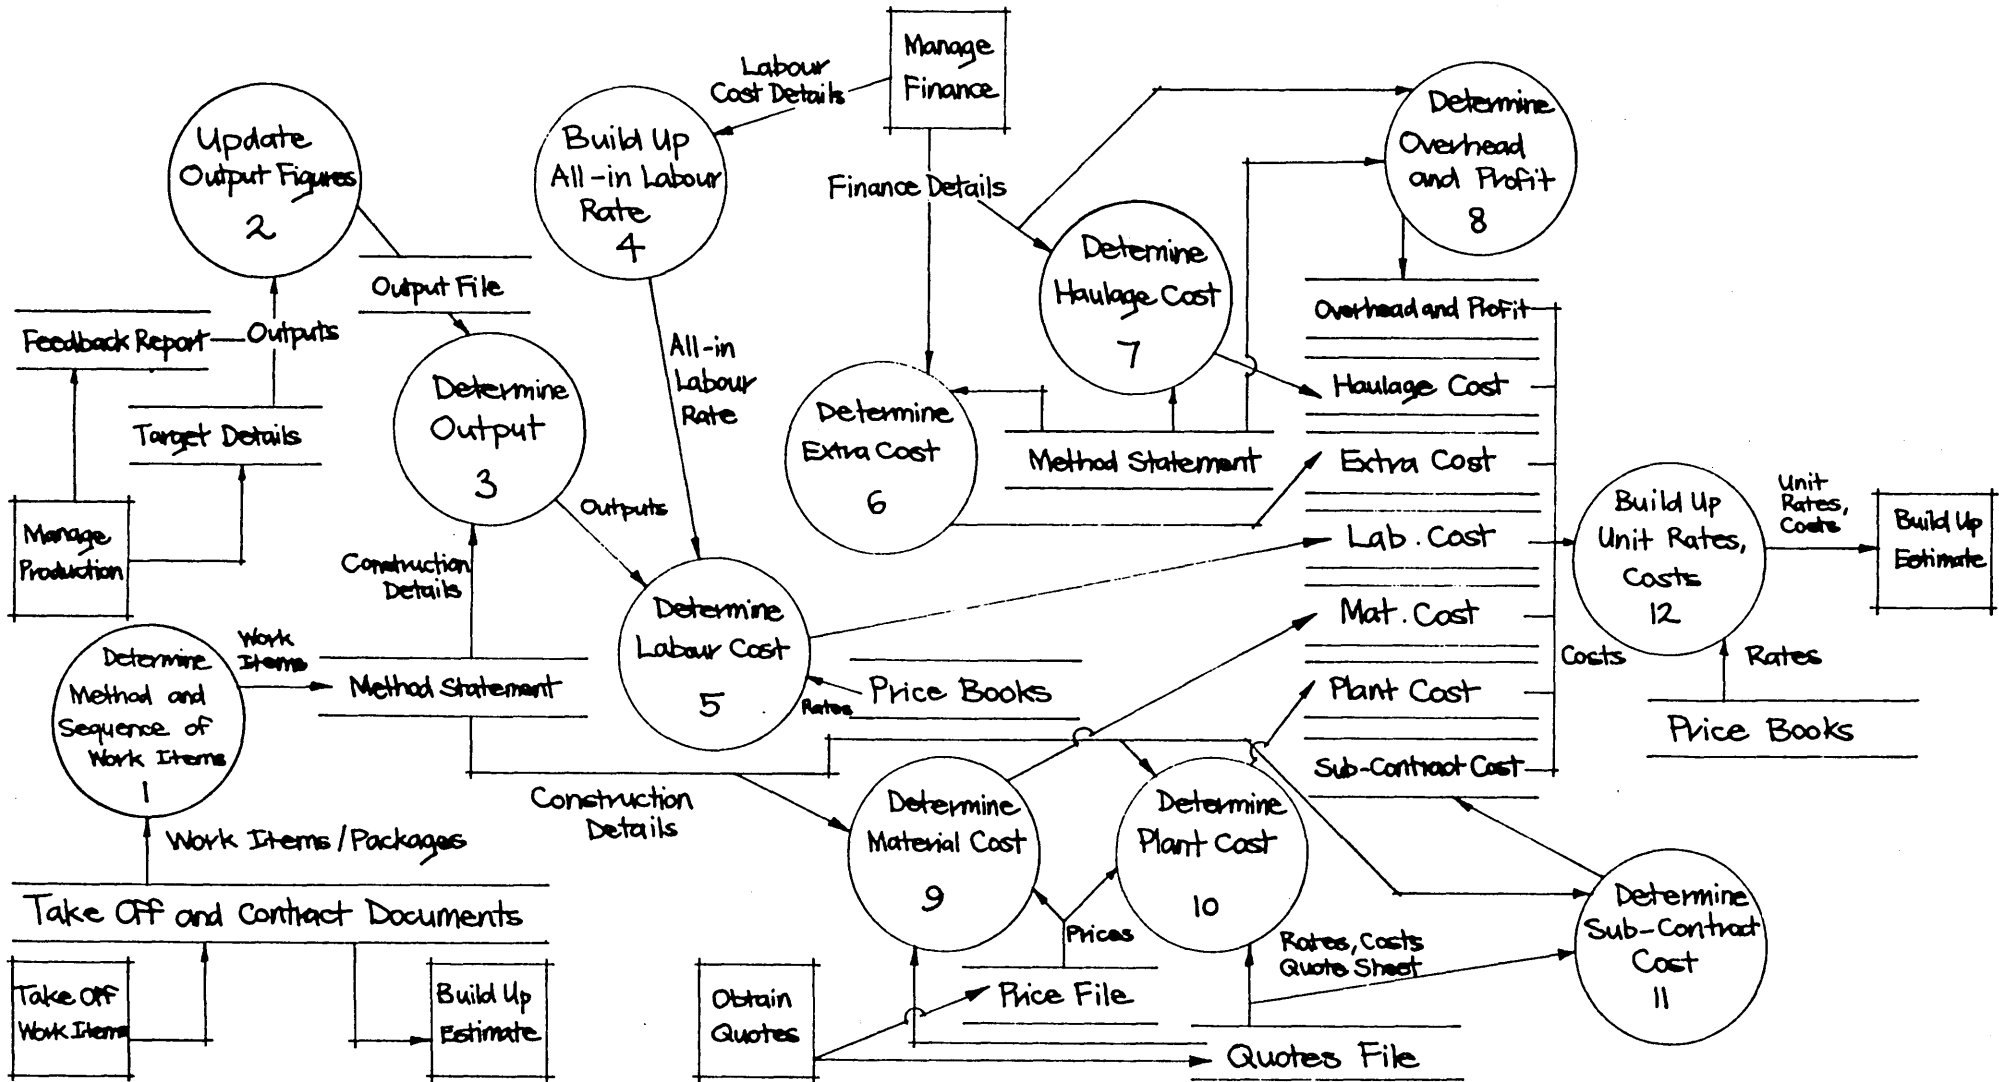 Manage
Finance
Labour
Cost Details
Update
Output Figures
2
Build Up
All-in Labour
Rate
4
Finance Details
Determine
Overhead
and Profit
8
Determine
Haulage Cost
7
Output File
Feedback Report
Outputs
Target Details
Determine
Output
3
All-in
Labour
Rate
Determine
Extra Cost
6
Method Statement
Overhead and Profit
Haulage Cost
Extra Cost
Lab. Cost
Mat. Cost
Plant Cost
Sub-Contract Cost
Costs
Build Up
Unit Rates,
Costs
12
Unit
Rates,
Costs
Build Up
Estimate
Rates
Price Books
Manage
Production
Outputs
Construction
Details
Determine
Labour Cost
5
Rates
Price Books
Determine
Method and
Sequence of
Work Items
1
Work
Items
Method Statement
Construction
Details
Work Items/Packages
Take Off and Contract Documents
Take Off
Work Items
Build Up
Estimate
Determine
Material Cost
9
Determine
Plant Cost
10
Prices
Rates, Costs
Quote Sheet
Determine
Sub-Contract
Cost
11
Obtain
Quotes
Price File
Quotes File